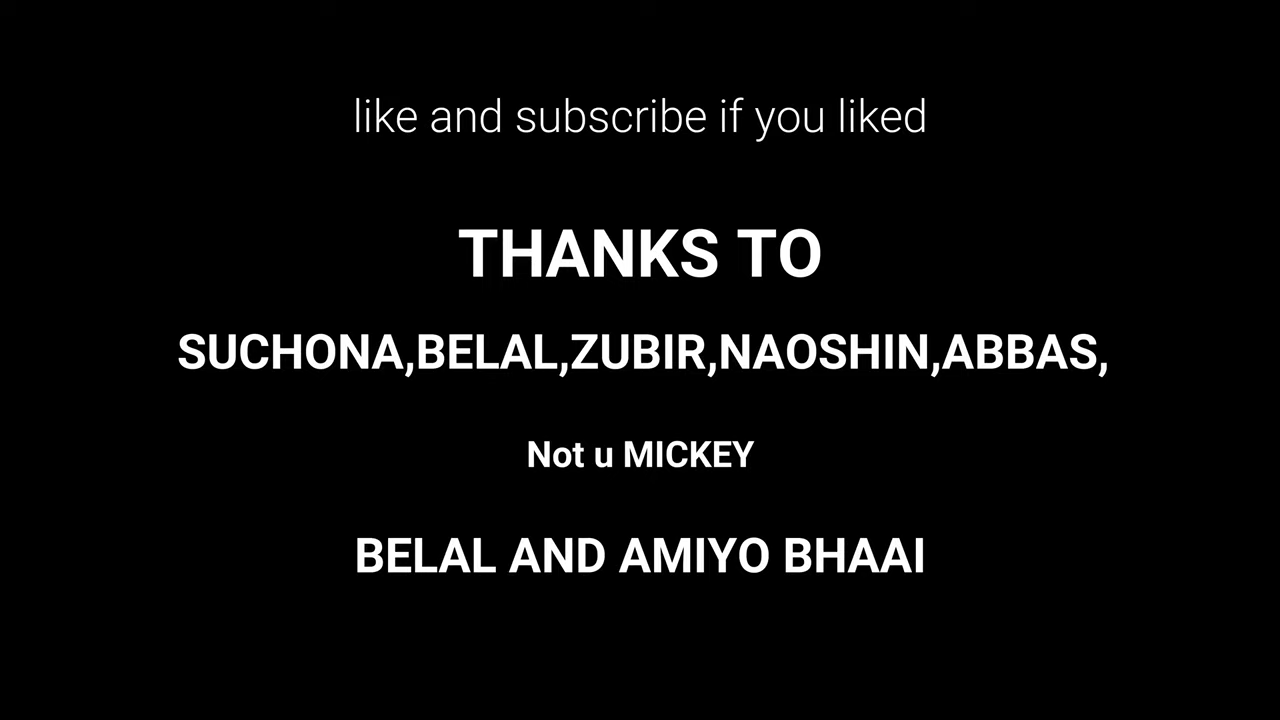 like and subscribe if you liked
THANKS TO
SUCHONA,BELAL,ZUBIR,NAOSHIN,ABBAS,
Not u MICKEY
BELAL AND AMIYO BHAAI